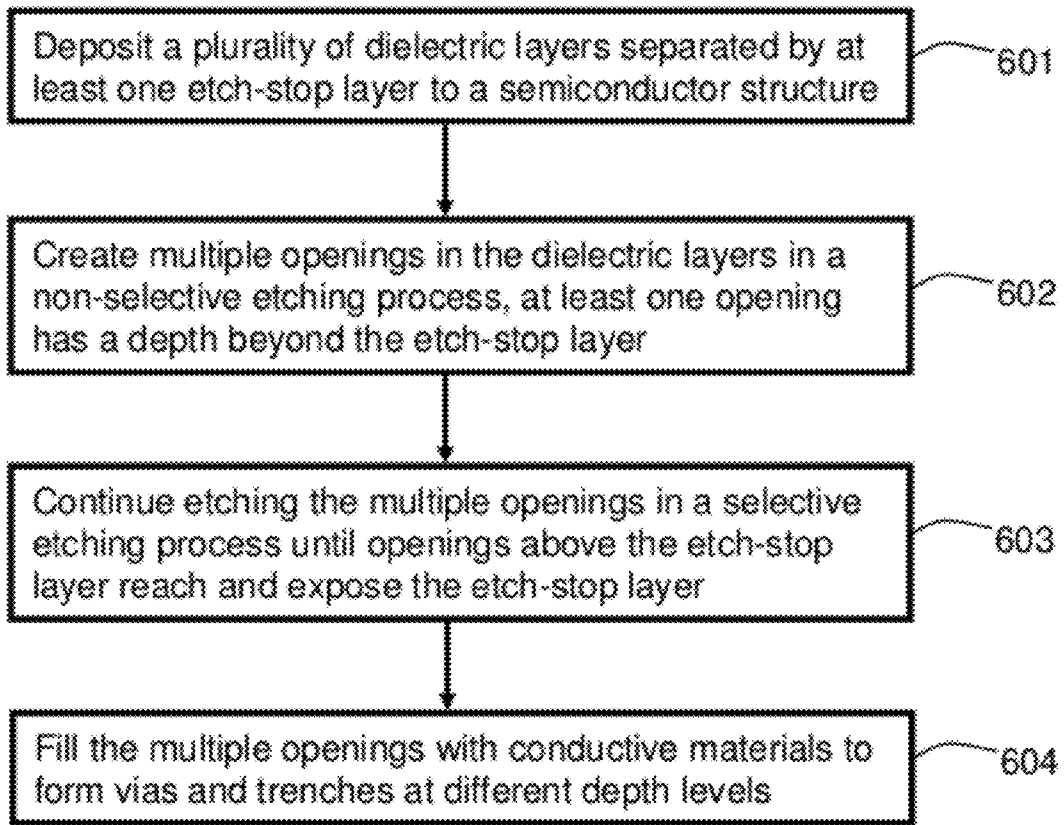 Deposit a plurality of dielectric layers separated by at
least one etch-stop layer to a semiconductor structure
601
Create multiple openings in the dielectric layers in a
non-selective etching process, at least one opening
has a depth beyond the etch-stop layer
602
Continue etching the multiple openings in a selective
etching process until openings above the etch-stop
layer reach and expose the etch-stop layer
603
Fill the multiple openings with conductive materials to
form vias and trenches at different depth levels
604